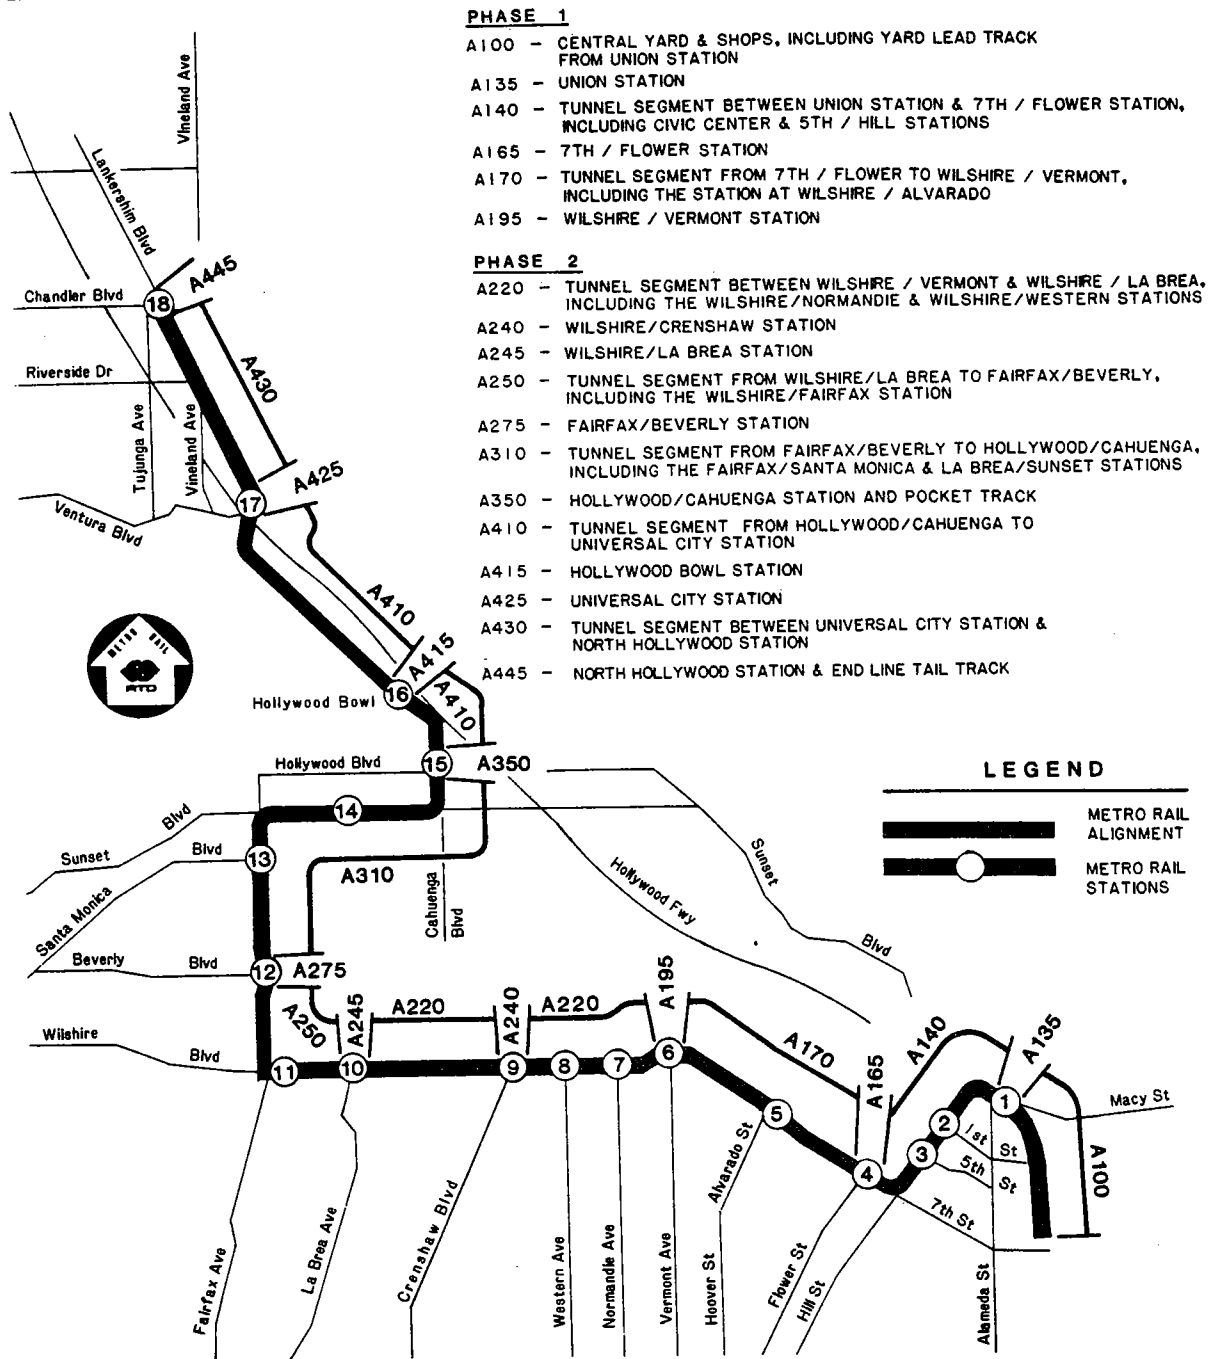 PHASE 1
A100 - CENTRAL YARD & SHOPS, INCLUDING YARD LEAD TRACK
FROM UNION STATION
A135 - UNION STATION
A140 - TUNNEL SEGMENT BETWEEN UNION STATION & 7TH / FLOWER STATION,
INCLUDING CIVIC CENTER & 5TH / HILL STATIONS
A165 - 7TH / FLOWER STATION
A170 - TUNNEL SEGMENT FROM 7TH / FLOWER TO WILSHIRE / VERMONT,
INCLUDING THE STATION AT WILSHIRE / ALVARADO
A195 - WILSHIRE / VERMONT STATION
PHASE 2
A220 - TUNNEL SEGMENT BETWEEN WILSHIRE / VERMONT & WILSHIRE / LA BREA,
INCLUDING THE WILSHIRE/NORMANDIE & WILSHIRE/WESTERN STATIONS
A240 - WILSHIRE/CRENSHAW STATION
A245 - WILSHIRE/LA BREA STATION
A250 - TUNNEL SEGMENT FROM WILSHIRE/LA BREA TO FAIRFAX/BEVERLY,
INCLUDING THE WILSHIRE/FAIRFAX STATION
A275 - FAIRFAX/BEVERLY STATION
A310 - TUNNEL SEGMENT FROM FAIRFAX/BEVERLY TO HOLLYWOOD/CAHUENGA,
INCLUDING THE FAIRFAX/SANTA MONICA & LA BREA/SUNSET STATIONS
A350 - HOLLYWOOD/CAHUENGA STATION AND POCKET TRACK
A410 - TUNNEL SEGMENT FROM HOLLYWOOD/CAHUENGA TO
UNIVERSAL CITY STATION
A415 - HOLLYWOOD BOWL STATION
A425 - UNIVERSAL CITY STATION
A430 - TUNNEL SEGMENT BETWEEN UNIVERSAL CITY STATION &
NORTH HOLLYWOOD STATION
A445 - NORTH HOLLYWOOD STATION & END LINE TAIL TRACK
Vineland Ave
Lankershim Blvd
A445
Chandler Blvd
18
A430
Riverside Dr
Tujunga Ave
Vineland Ave
A425
17
Ventura Blvd
A410
A415
METRO RAIL
RTD
Hollywood Bowl
16
A410
Hollywood Blvd
15
A350
LEGEND
METRO RAIL
ALIGNMENT
METRO RAIL
STATIONS
14
Sunset Blvd
13
Santa Monica Blvd
A310
Cahuenga
Blvd
Hollywood Fwy
Sunset Blvd
Beverly Blvd
12
A275
A250
A245
A220
A240
A220
A195
A170
A165
A140
A135
Wilshire Blvd
11
10
9
8
7
6
5
4
3
2
1
Macy St
1st St
5th St
7th St
A100
Fairfax Ave
La Brea Ave
Crenshaw Blvd
Western Ave
Normandie Ave
Vermont Ave
Hoover St
Alvarado St
Flower St
Hill St
Alameda St